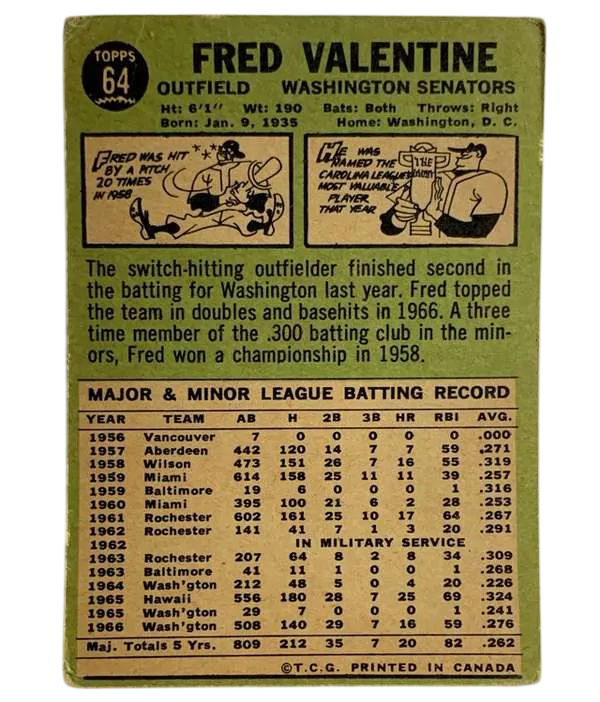 TOPPS
64
FRED VALENTINE
OUTFIELD WASHINGTON SENATORS
Ht: 6'1" Wt: 190 Bats: Both Throws: Right
Born: Jan. 9, 1935 Home: Washington, D. C.
FRED WAS HIT
BY A PITCH
20 TIMES
IN 1958
HE WAS
NAMED THE
CAROLINA LEAGUE'S
MOST VALUABLE
PLAYER
THAT YEAR
THE
The switch-hitting outfielder finished second in
the batting for Washington last year. Fred topped
the team in doubles and basehits in 1966. A three
time member of the .300 batting club in the min-
ors, Fred won a championship in 1958.
MAJOR & MINOR LEAGUE BATTING RECORD
YEAR TEAM AB H 2B 3B HR RBI AVG.
1956 Vancouver 7 0 0 0 0 0 .000
1957 Aberdeen 442 120 14 7 7 59 .271
1958 Wilson 473 151 26 7 16 55 .319
1959 Miami 614 158 25 11 11 39 .257
1959 Baltimore 19 6 0 0 0 1 .316
1960 Miami 395 100 21 6 2 28 .253
1961 Rochester 602 161 25 10 17 64 .267
1962 Rochester 141 41 7 1 3 20 .291
1962 IN MILITARY SERVICE
1963 Rochester 207 64 8 2 8 34 .309
1963 Baltimore 41 11 1 0 0 1 .268
1964 Wash'gton 212 48 5 0 4 20 .226
1965 Hawaii 556 180 28 7 25 69 .324
1965 Wash'gton 29 7 0 0 0 1 .241
1966 Wash'gton 508 140 29 7 16 59 .276
Maj. Totals 5 Yrs. 809 212 35 7 20 82 .262
©T.C.G. PRINTED IN CANADA